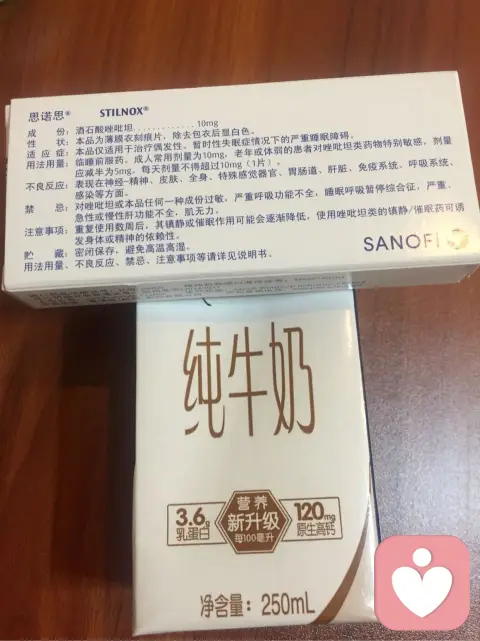 思诺思® STILNOX®
成 份：酒石酸唑吡坦............10mg
性 状：本品为薄膜衣刻痕片，除去包衣后显白色。
适 应 症：本品仅适用于治疗偶发性、暂时性失眠症情况下的严重睡眠障碍。
用法用量：临睡前服药。成人常用剂量为10mg，老年或体弱的患者对唑吡坦类药物特别敏感，剂量
应减半为5mg，每天剂量不得超过10mg（1片）。
不良反应：表现在神经-精神、皮肤、全身、特殊感觉器官、胃肠道、肝脏、免疫系统、呼吸系统、
感染等方面。
禁 忌：对唑吡坦或本品任何一种成份过敏，严重呼吸功能不全，睡眠呼吸暂停综合征，严重、
急性或慢性肝功能不全，肌无力。
注意事项：重复使用数周后，其镇静或催眠作用可能会逐渐降低，使用唑吡坦类的镇静/催眠药可诱
发身体或精神的依赖性。
贮 藏：密闭保存，避免高温高湿。
用法用量、不良反应、禁忌、注意事项等请详见说明书。
SANOFI
纯牛奶
3.6g
乳蛋白
营养
新升级
每100毫升
120mg
原生高钙
净含量：250mL